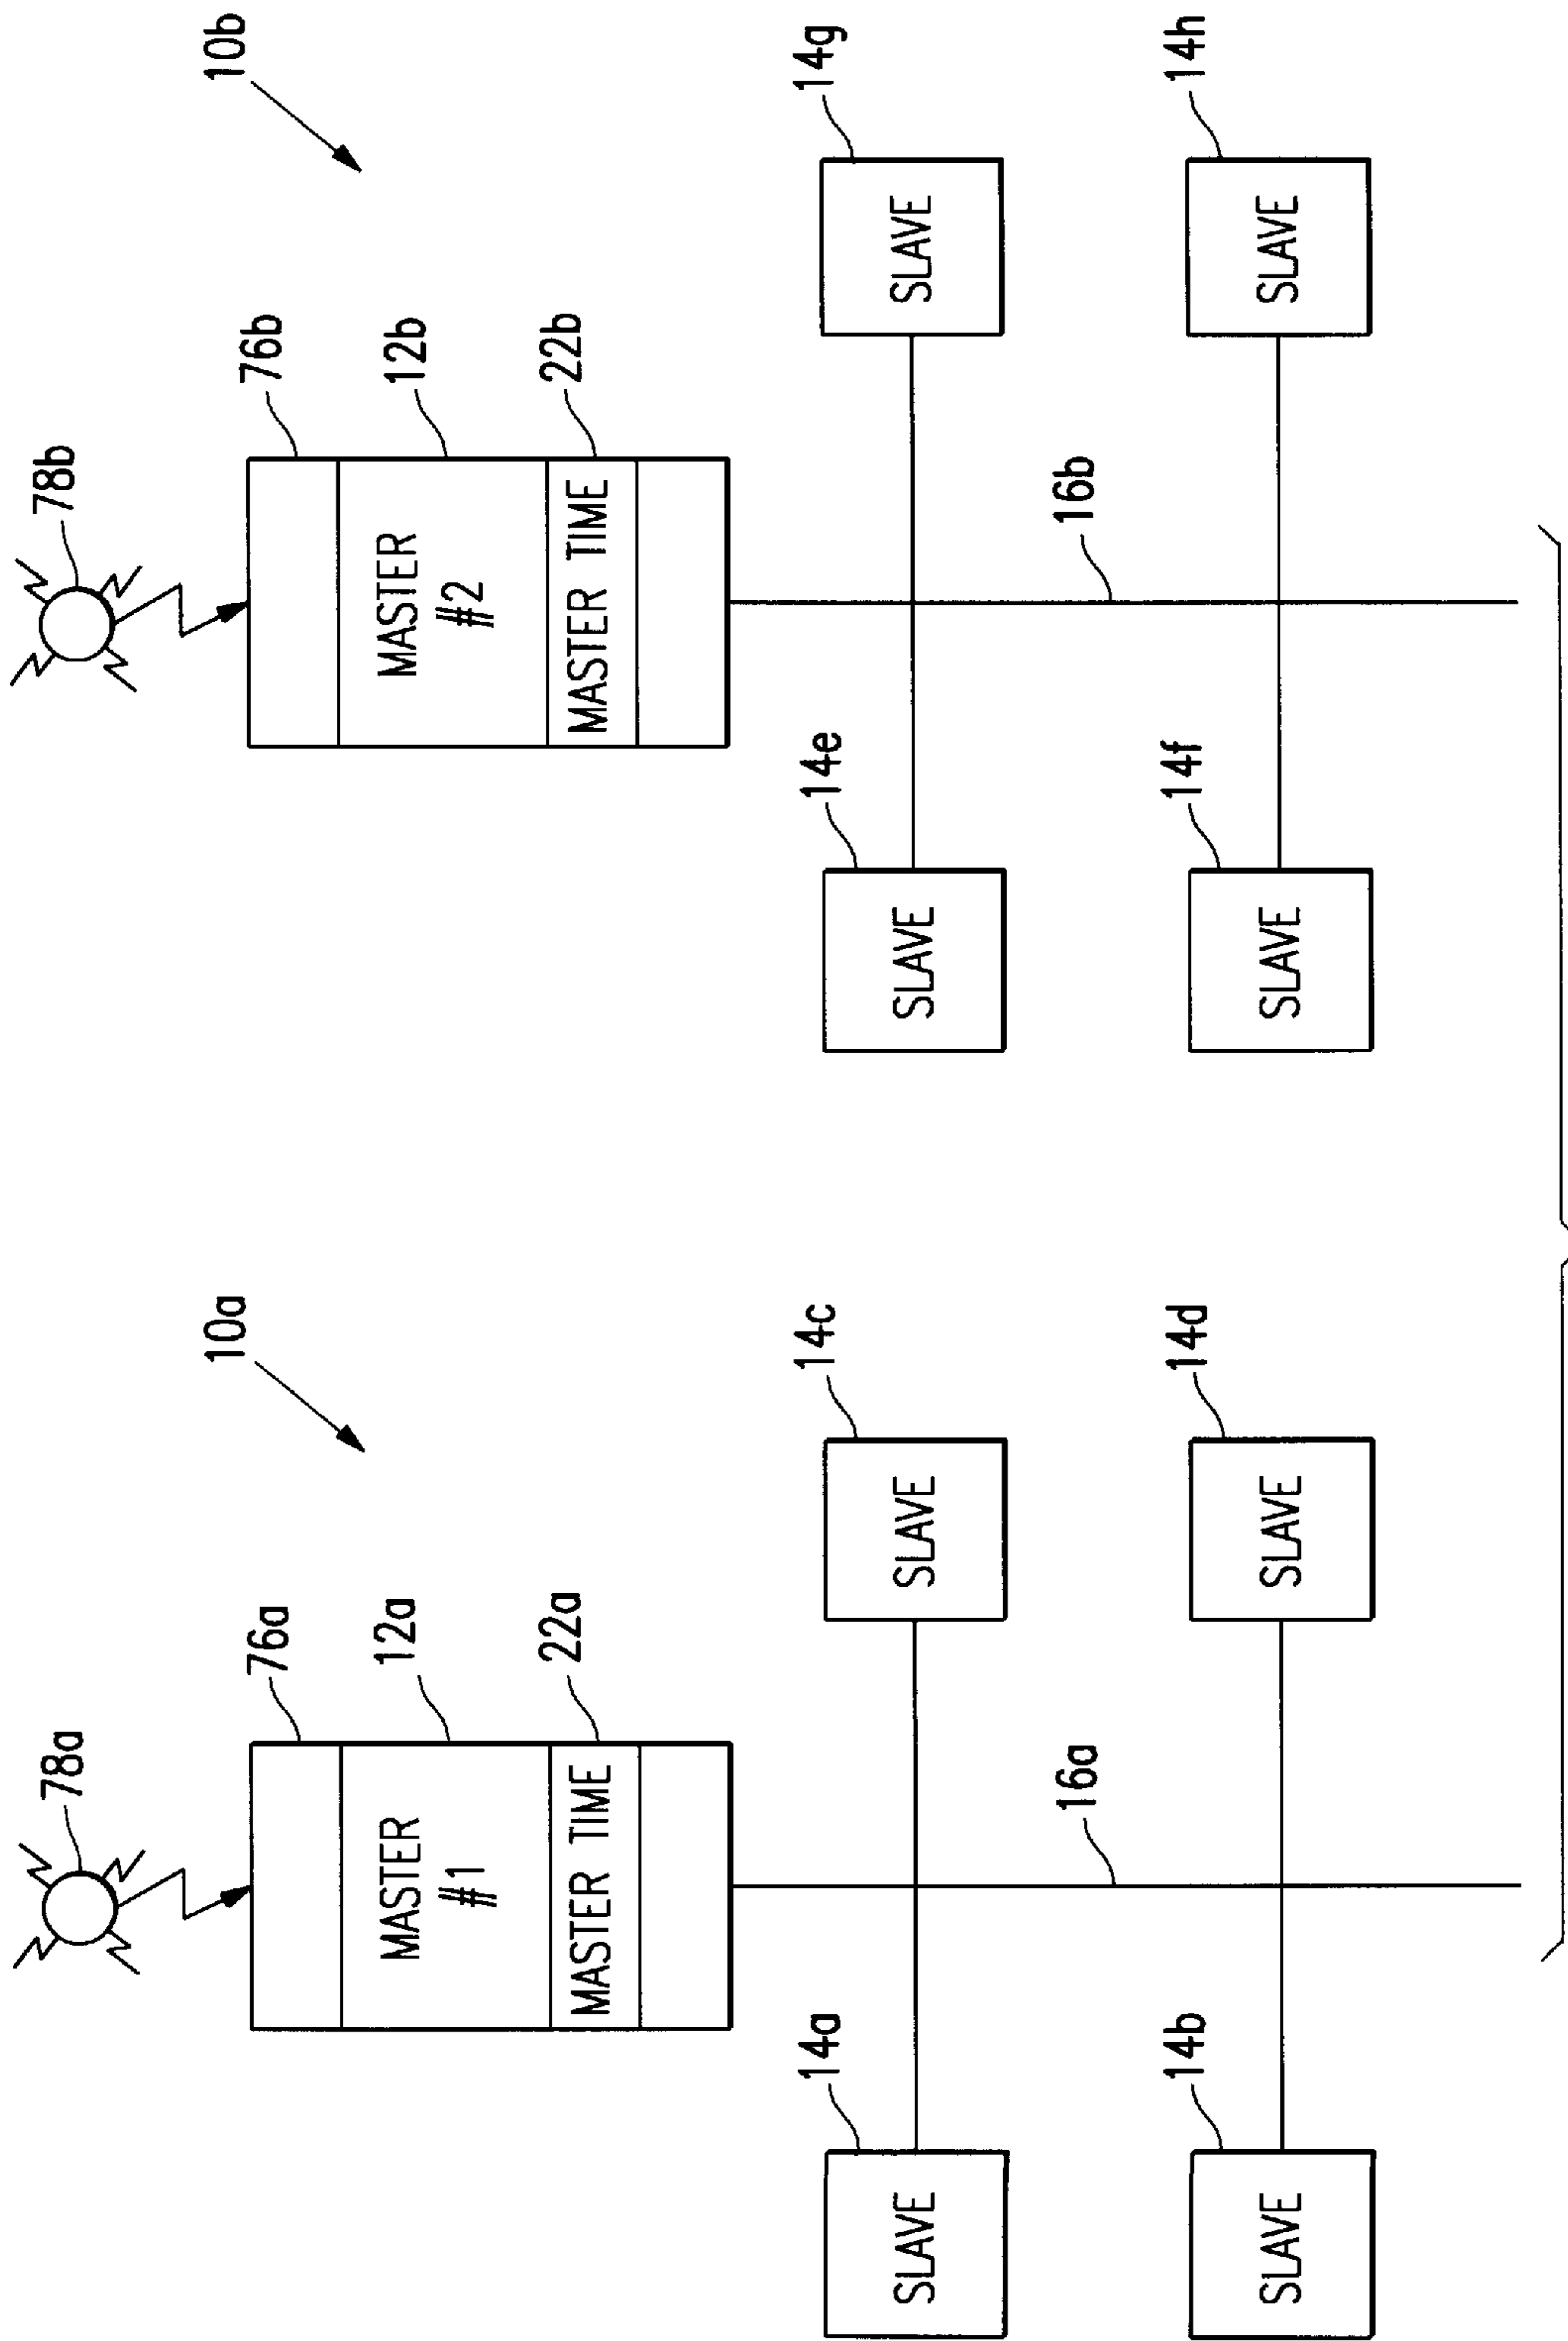 78a
10a
76a
12a
22a
MASTER
#1
MASTER TIME
14a
SLAVE
14c
SLAVE
16a
14b
SLAVE
14d
SLAVE
78b
10b
76b
12b
22b
MASTER
#2
MASTER TIME
14e
SLAVE
14g
SLAVE
16b
14f
SLAVE
14h
SLAVE